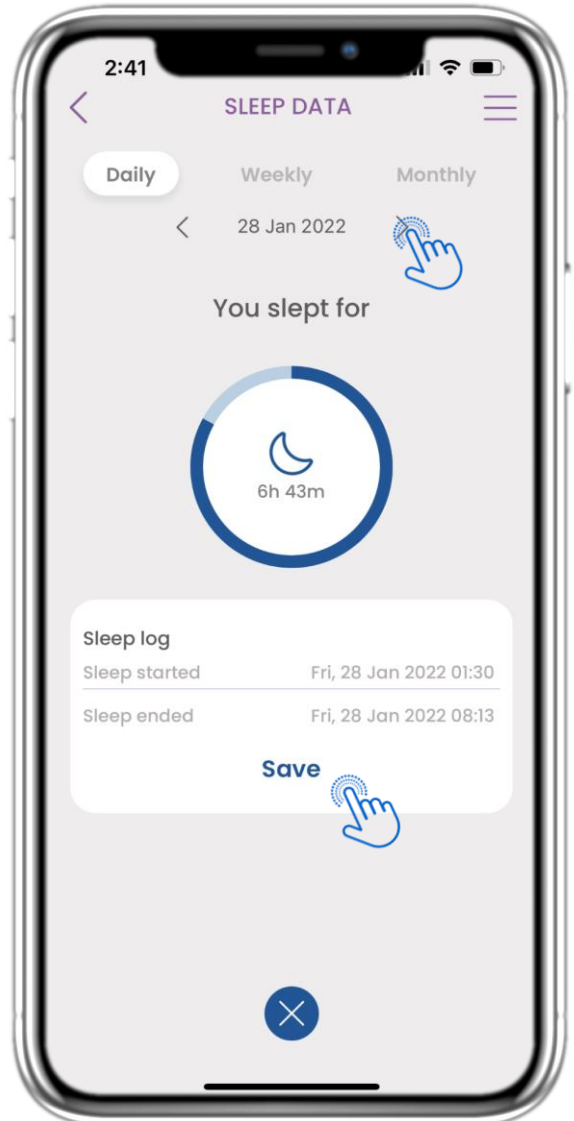 2:41
SLEEP DATA
Daily Weekly Monthly
28 Jan 2022
You slept for
6h 43m
Sleep log
Sleep started Fri, 28 Jan 2022 01:30
Sleep ended Fri, 28 Jan 2022 08:13
Save